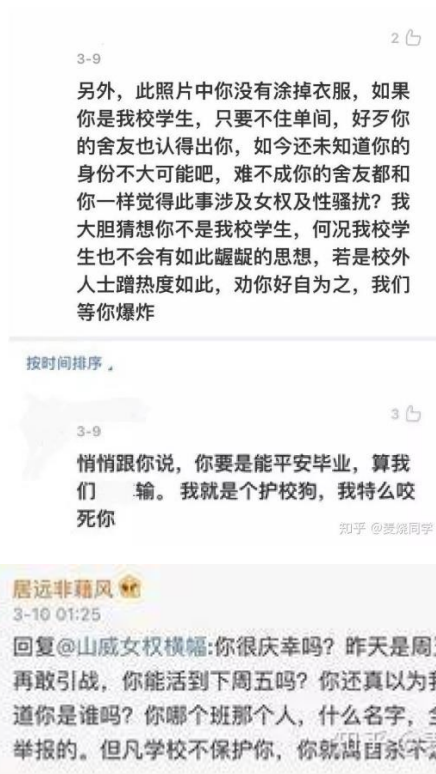 2
3-9
另外，此照片中你没有涂掉衣服，如果
你是我校学生，只要不住单间，好歹你
的舍友也认得出你，如今还未知道你的
身份不大可能吧，难不成你的舍友都和
你一样觉得此事涉及女权及性骚扰？我
大胆猜想你不是我校学生，何况我校学
生也不会有如此龌龊的思想，若是校外
人士蹭热度如此，劝你好自为之，我们
等你爆炸
按时间排序
3
3-9
悄悄跟你说，你要是能平安毕业，算我
们 输。我就是个护校狗，我特么咬
死你
知乎 @麦烧同学
居远非藉风
3-10 01:25
回复@山威女权横幅:你很庆幸吗？昨天是周
再敢引战，你能活到下周五吗？你还真以为
道你是谁吗？你哪个班那个人，什么名字，
举报的。但凡学校不保护你，你就离自杀不